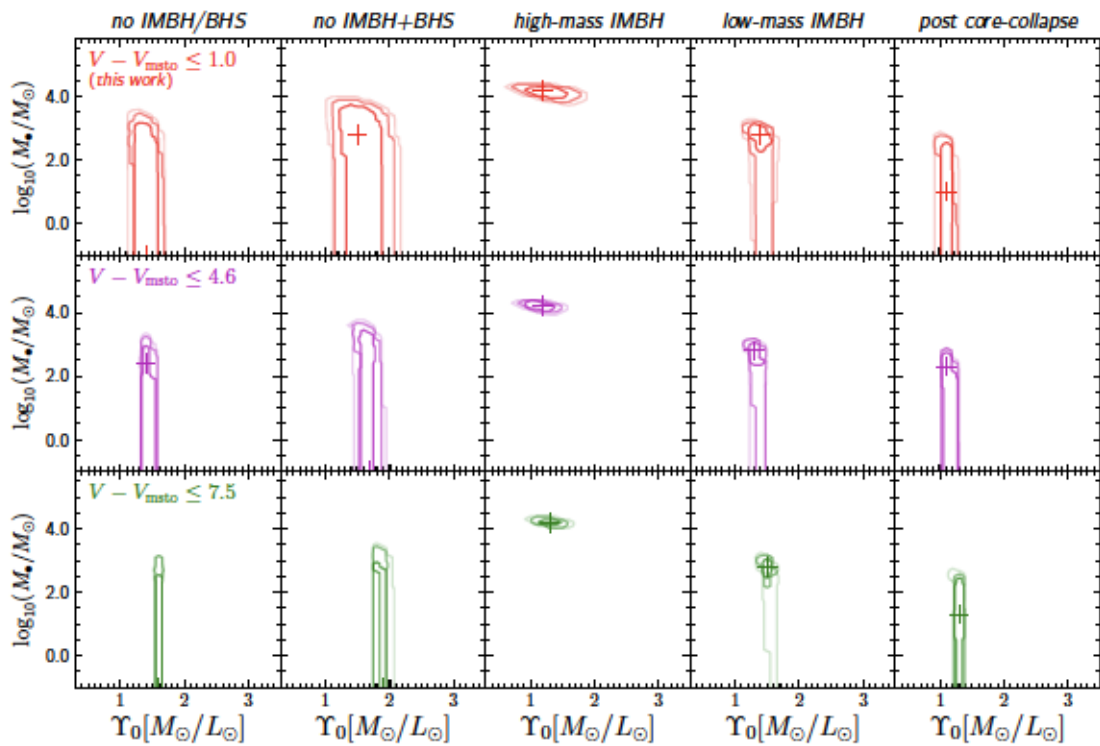 no IMBH/BHS no IMBH+BHS high-mass IMBH low-mass IMBH post core-collapse
V − V_msto ≤ 1.0
(this work)
log₁₀(M•/M⊙)
4.0
2.0
0.0
V − V_msto ≤ 4.6
log₁₀(M•/M⊙)
4.0
2.0
0.0
V − V_msto ≤ 7.5
log₁₀(M•/M⊙)
4.0
2.0
0.0
1 2 3 1 2 3 1 2 3 1 2 3 1 2 3
Υ₀[M⊙/L⊙] Υ₀[M⊙/L⊙] Υ₀[M⊙/L⊙] Υ₀[M⊙/L⊙] Υ₀[M⊙/L⊙]